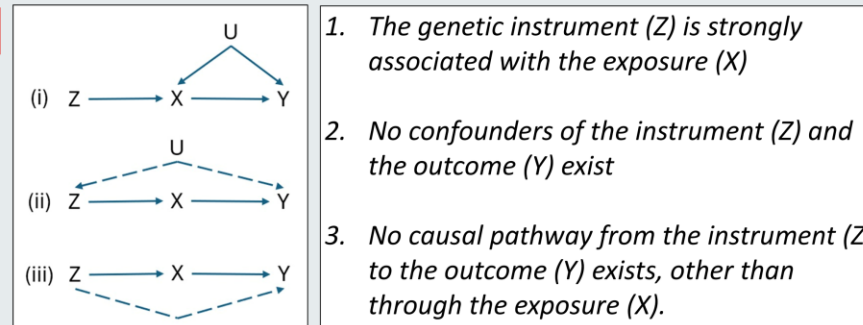 U
(i) Z X Y
U
(ii) Z X Y
(iii) Z X Y
1. The genetic instrument (Z) is strongly
associated with the exposure (X)
2. No confounders of the instrument (Z) and
the outcome (Y) exist
3. No causal pathway from the instrument (Z
to the outcome (Y) exists, other than
through the exposure (X).